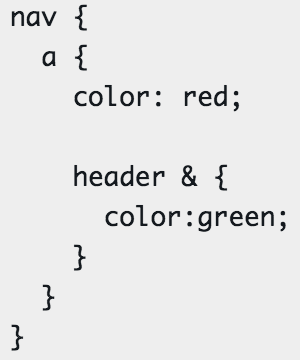 nav {
  a {
    color: red;

    header & {
      color:green;
    }
  }
}